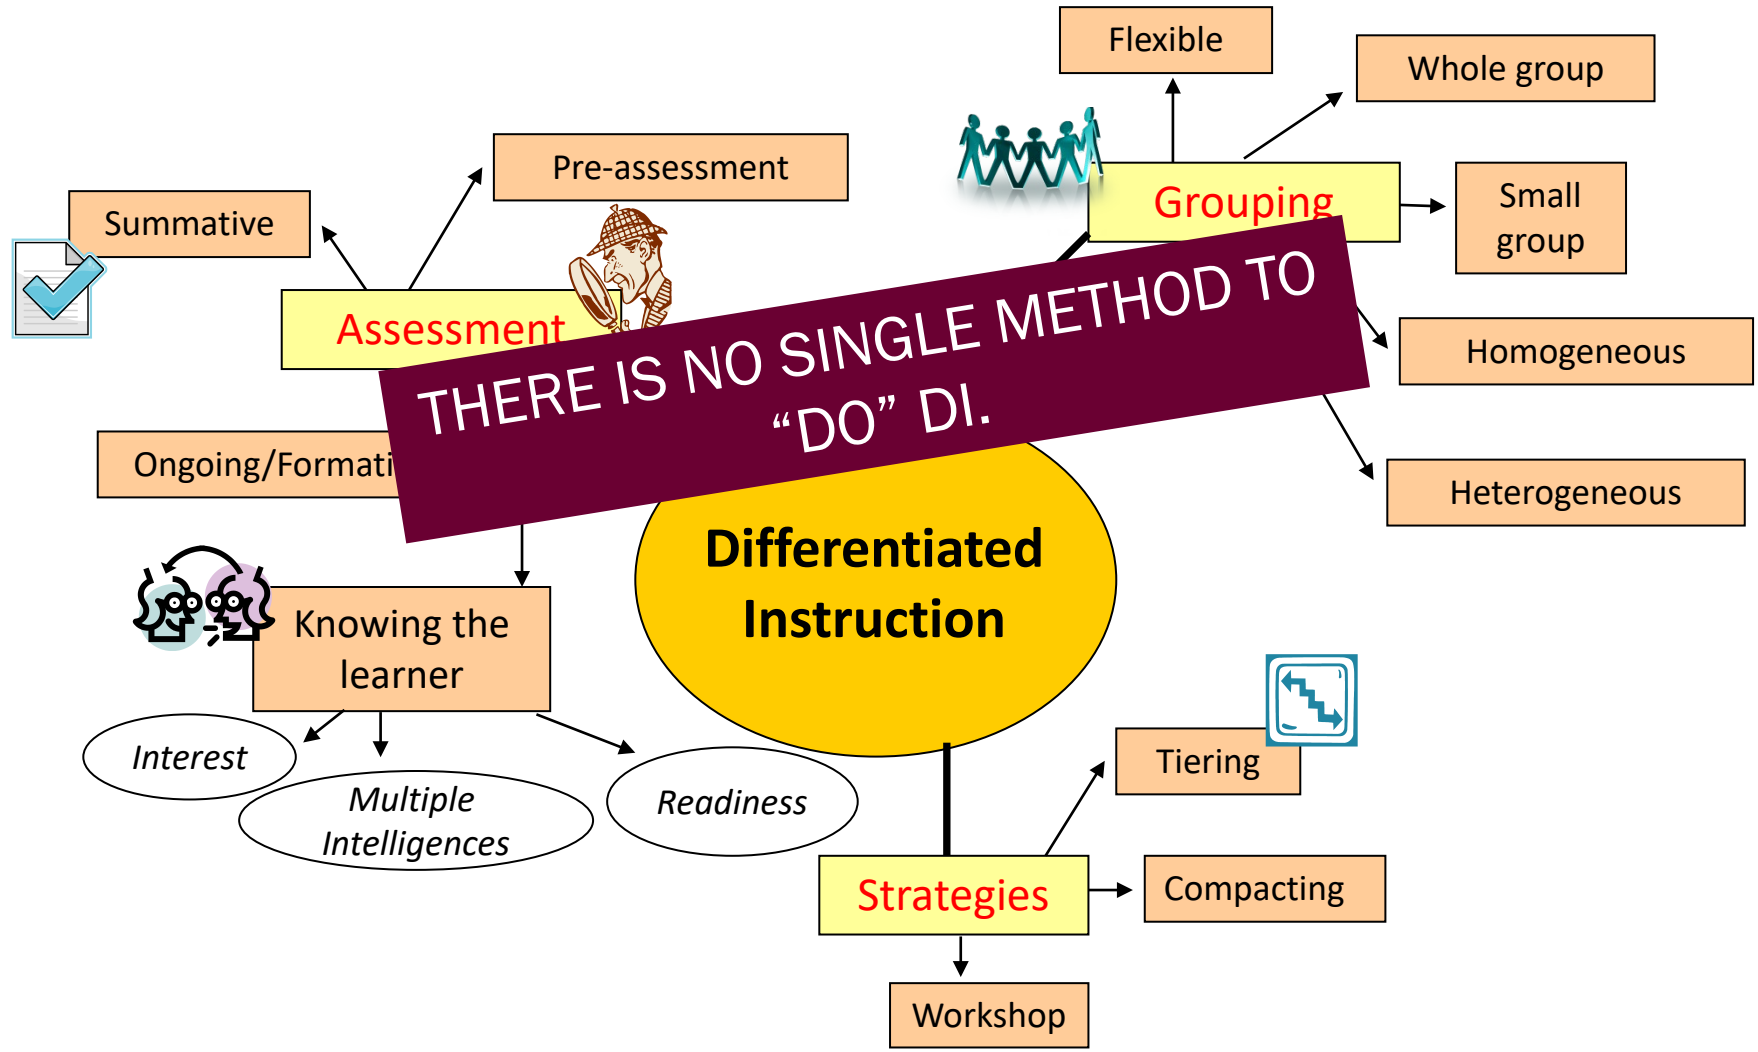 Flexible
Whole group
Pre-assessment
Summative
Grouping
Small
group
Assessment
THERE IS NO SINGLE METHOD TO
“DO” DI.
Homogeneous
Ongoing/Formati
Heterogeneous
Differentiated
Instruction
Knowing the
learner
Interest
Multiple
Intelligences
Readiness
Tiering
Strategies
Compacting
Workshop